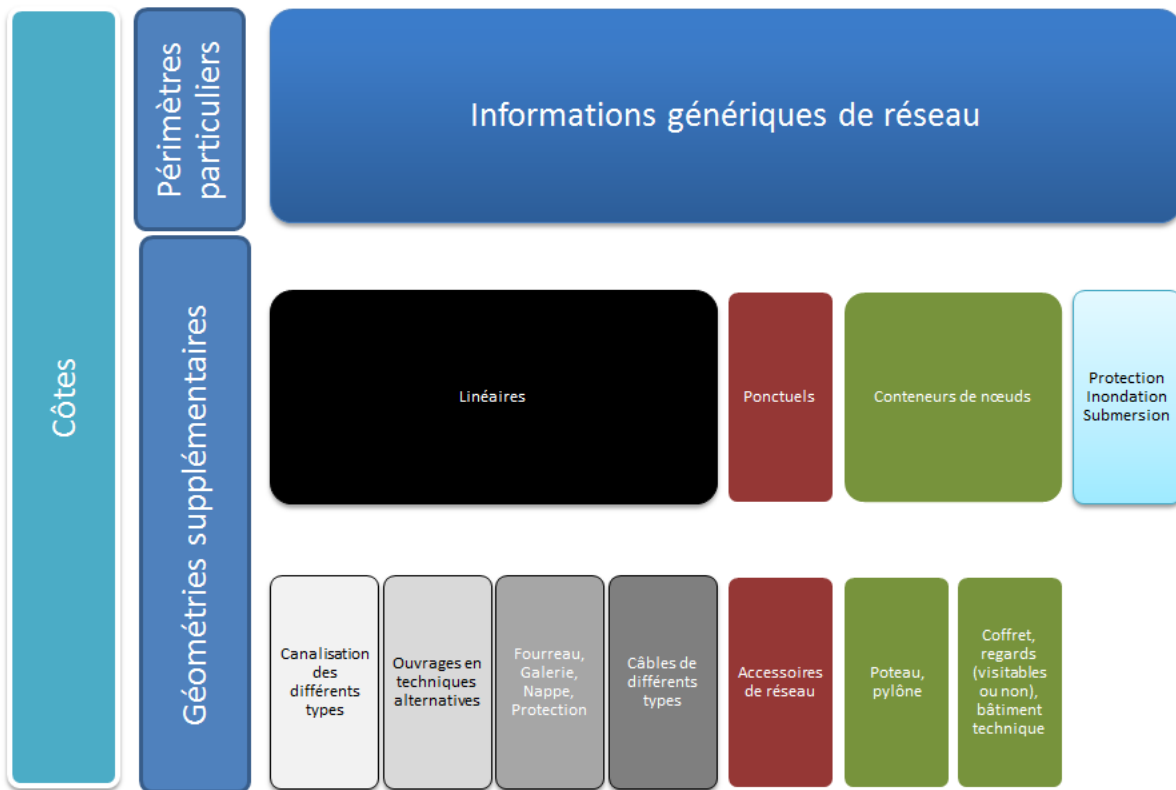 Côtes
Périmètres
particuliers
Géométries supplémentaires
Informations génériques de réseau
Linéaires
Ponctuels
Conteneurs de nœuds
Protection
Inondation
Submersion
Canalisation
des
différents
types
Ouvrages en
techniques
alternatives
Fourreau,
Galerie,
Nappe,
Protection
Câbles de
différents
types
Accessoires
de réseau
Poteau,
pylône
Coffret,
regards
(visitables
ou non),
bâtiment
technique